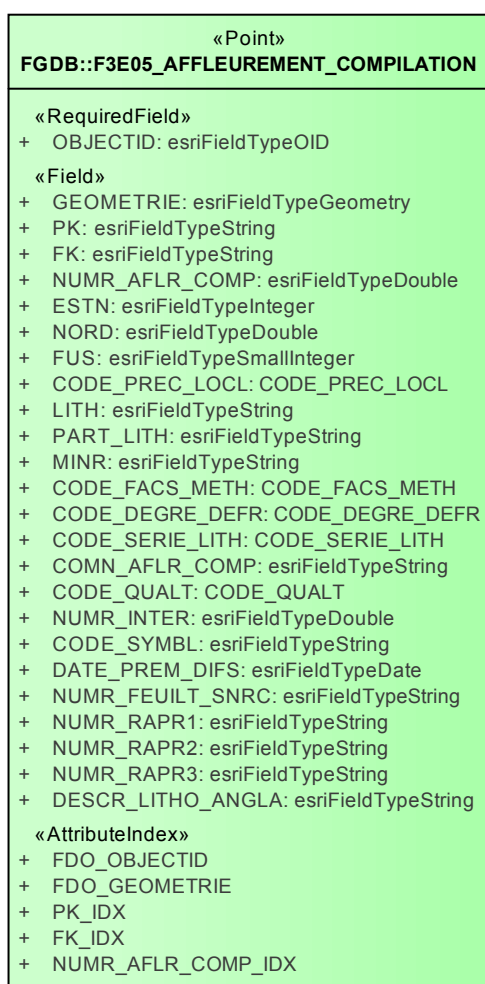 «Point»
FGDB::F3E05_AFFLEUREMENT_COMPILATION
«RequiredField»
+ OBJECTID: esriFieldTypeOID
«Field»
+ GEOMETRIE: esriFieldTypeGeometry
+ PK: esriFieldTypeString
+ FK: esriFieldTypeString
+ NUMR_AFLR_COMP: esriFieldTypeDouble
+ ESTN: esriFieldTypeInteger
+ NORD: esriFieldTypeDouble
+ FUS: esriFieldTypeSmallInteger
+ CODE_PREC_LOCL: CODE_PREC_LOCL
+ LITH: esriFieldTypeString
+ PART_LITH: esriFieldTypeString
+ MINR: esriFieldTypeString
+ CODE_FACS_METH: CODE_FACS_METH
+ CODE_DEGRE_DEFR: CODE_DEGRE_DEFR
+ CODE_SERIE_LITH: CODE_SERIE_LITH
+ COMN_AFLR_COMP: esriFieldTypeString
+ CODE_QUALT: CODE_QUALT
+ NUMR_INTER: esriFieldTypeDouble
+ CODE_SYMBL: esriFieldTypeString
+ DATE_PREM_DIFS: esriFieldTypeDate
+ NUMR_FEUILT_SNRC: esriFieldTypeString
+ NUMR_RAPR1: esriFieldTypeString
+ NUMR_RAPR2: esriFieldTypeString
+ NUMR_RAPR3: esriFieldTypeString
+ DESCR_LITHO_ANGLA: esriFieldTypeString
«AttributeIndex»
+ FDO_OBJECTID
+ FDO_GEOMETRIE
+ PK_IDX
+ FK_IDX
+ NUMR_AFLR_COMP_IDX